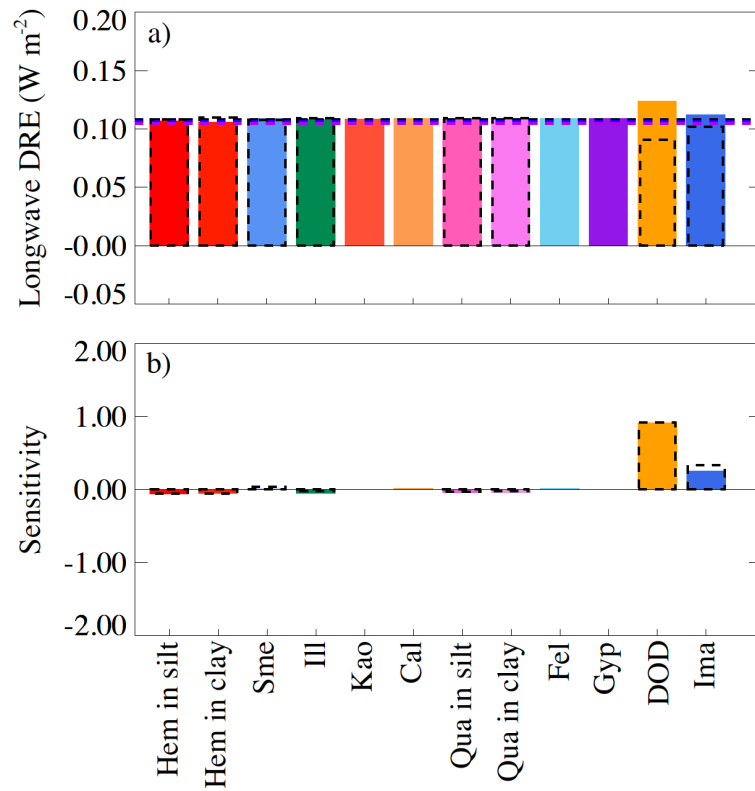 a)
Longwave DRE (W m⁻²)
0.20
0.15
0.10
0.05
-0.00
-0.05
b)
Sensitivity
2.00
1.00
0.00
-1.00
-2.00
Hem in silt
Hem in clay
Sme
Ill
Kao
Cal
Qua in silt
Qua in clay
Fel
Gyp
DOD
Ima